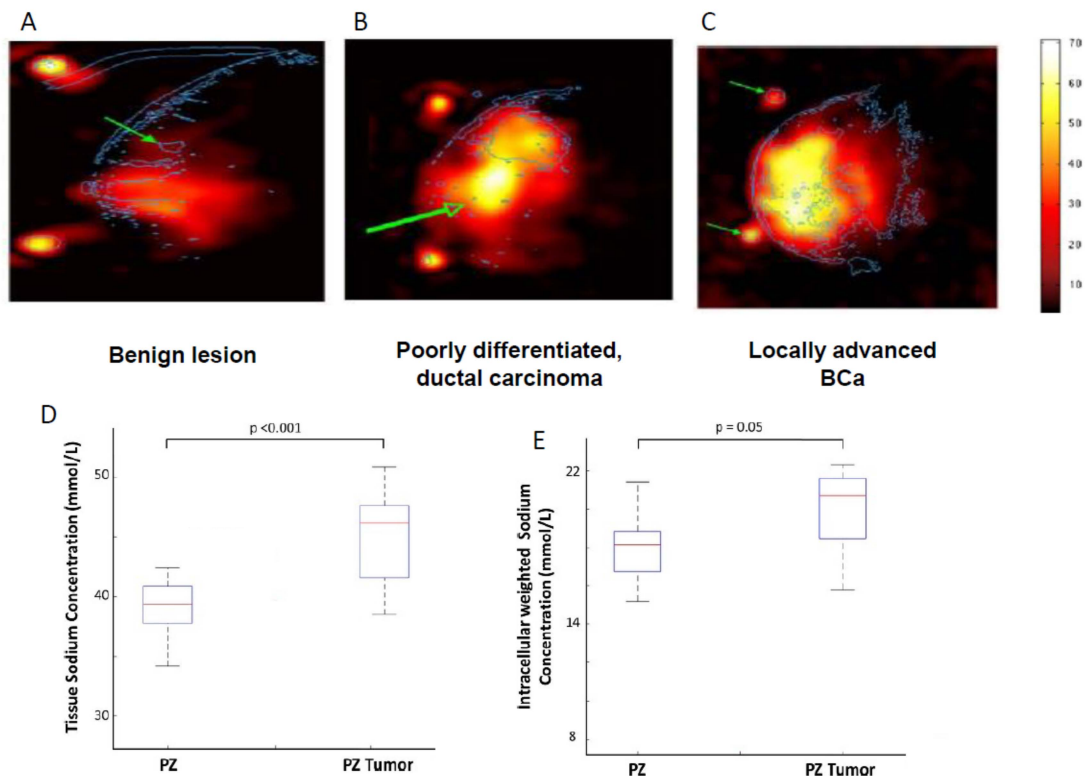 A
B
C
70
60
50
40
30
20
10
Benign lesion
Poorly differentiated,
ductal carcinoma
Locally advanced
BCa
D
p <0.001
Tissue Sodium Concentration (mmol/L)
50
40
30
PZ
PZ Tumor
E
p = 0.05
Intracellular weighted Sodium
Concentration (mmol/L)
22
14
8
PZ
PZ Tumor